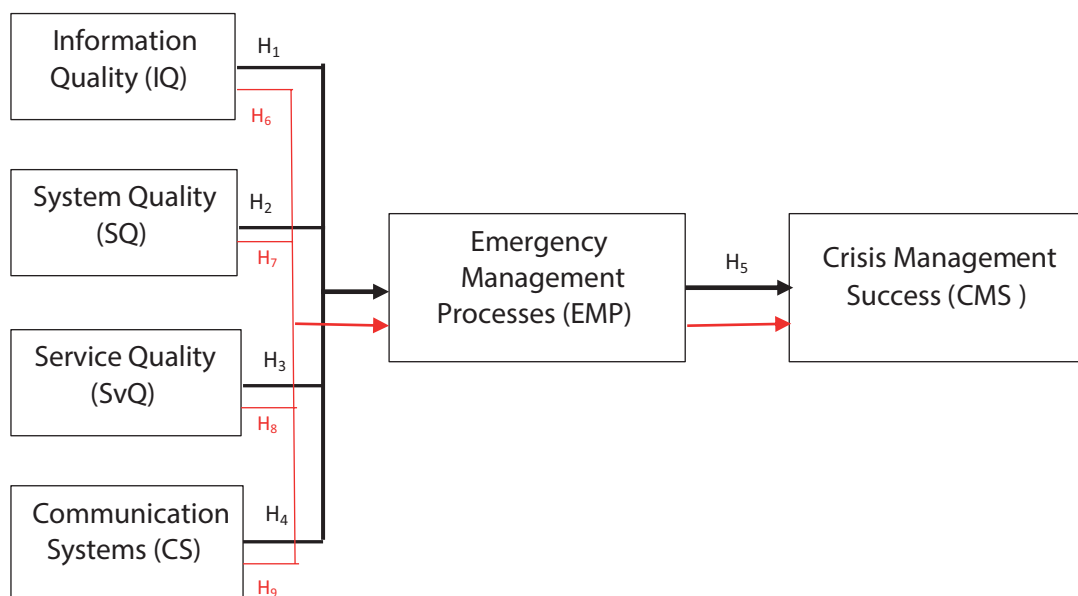 Information
Quality (IQ)
H₁
H₆
System Quality
(SQ)
H₂
H₇
Service Quality
(SvQ)
H₃
H₈
Communication
Systems (CS)
H₄
H₉
Emergency
Management
Processes (EMP)
H₅
Crisis Management
Success (CMS )